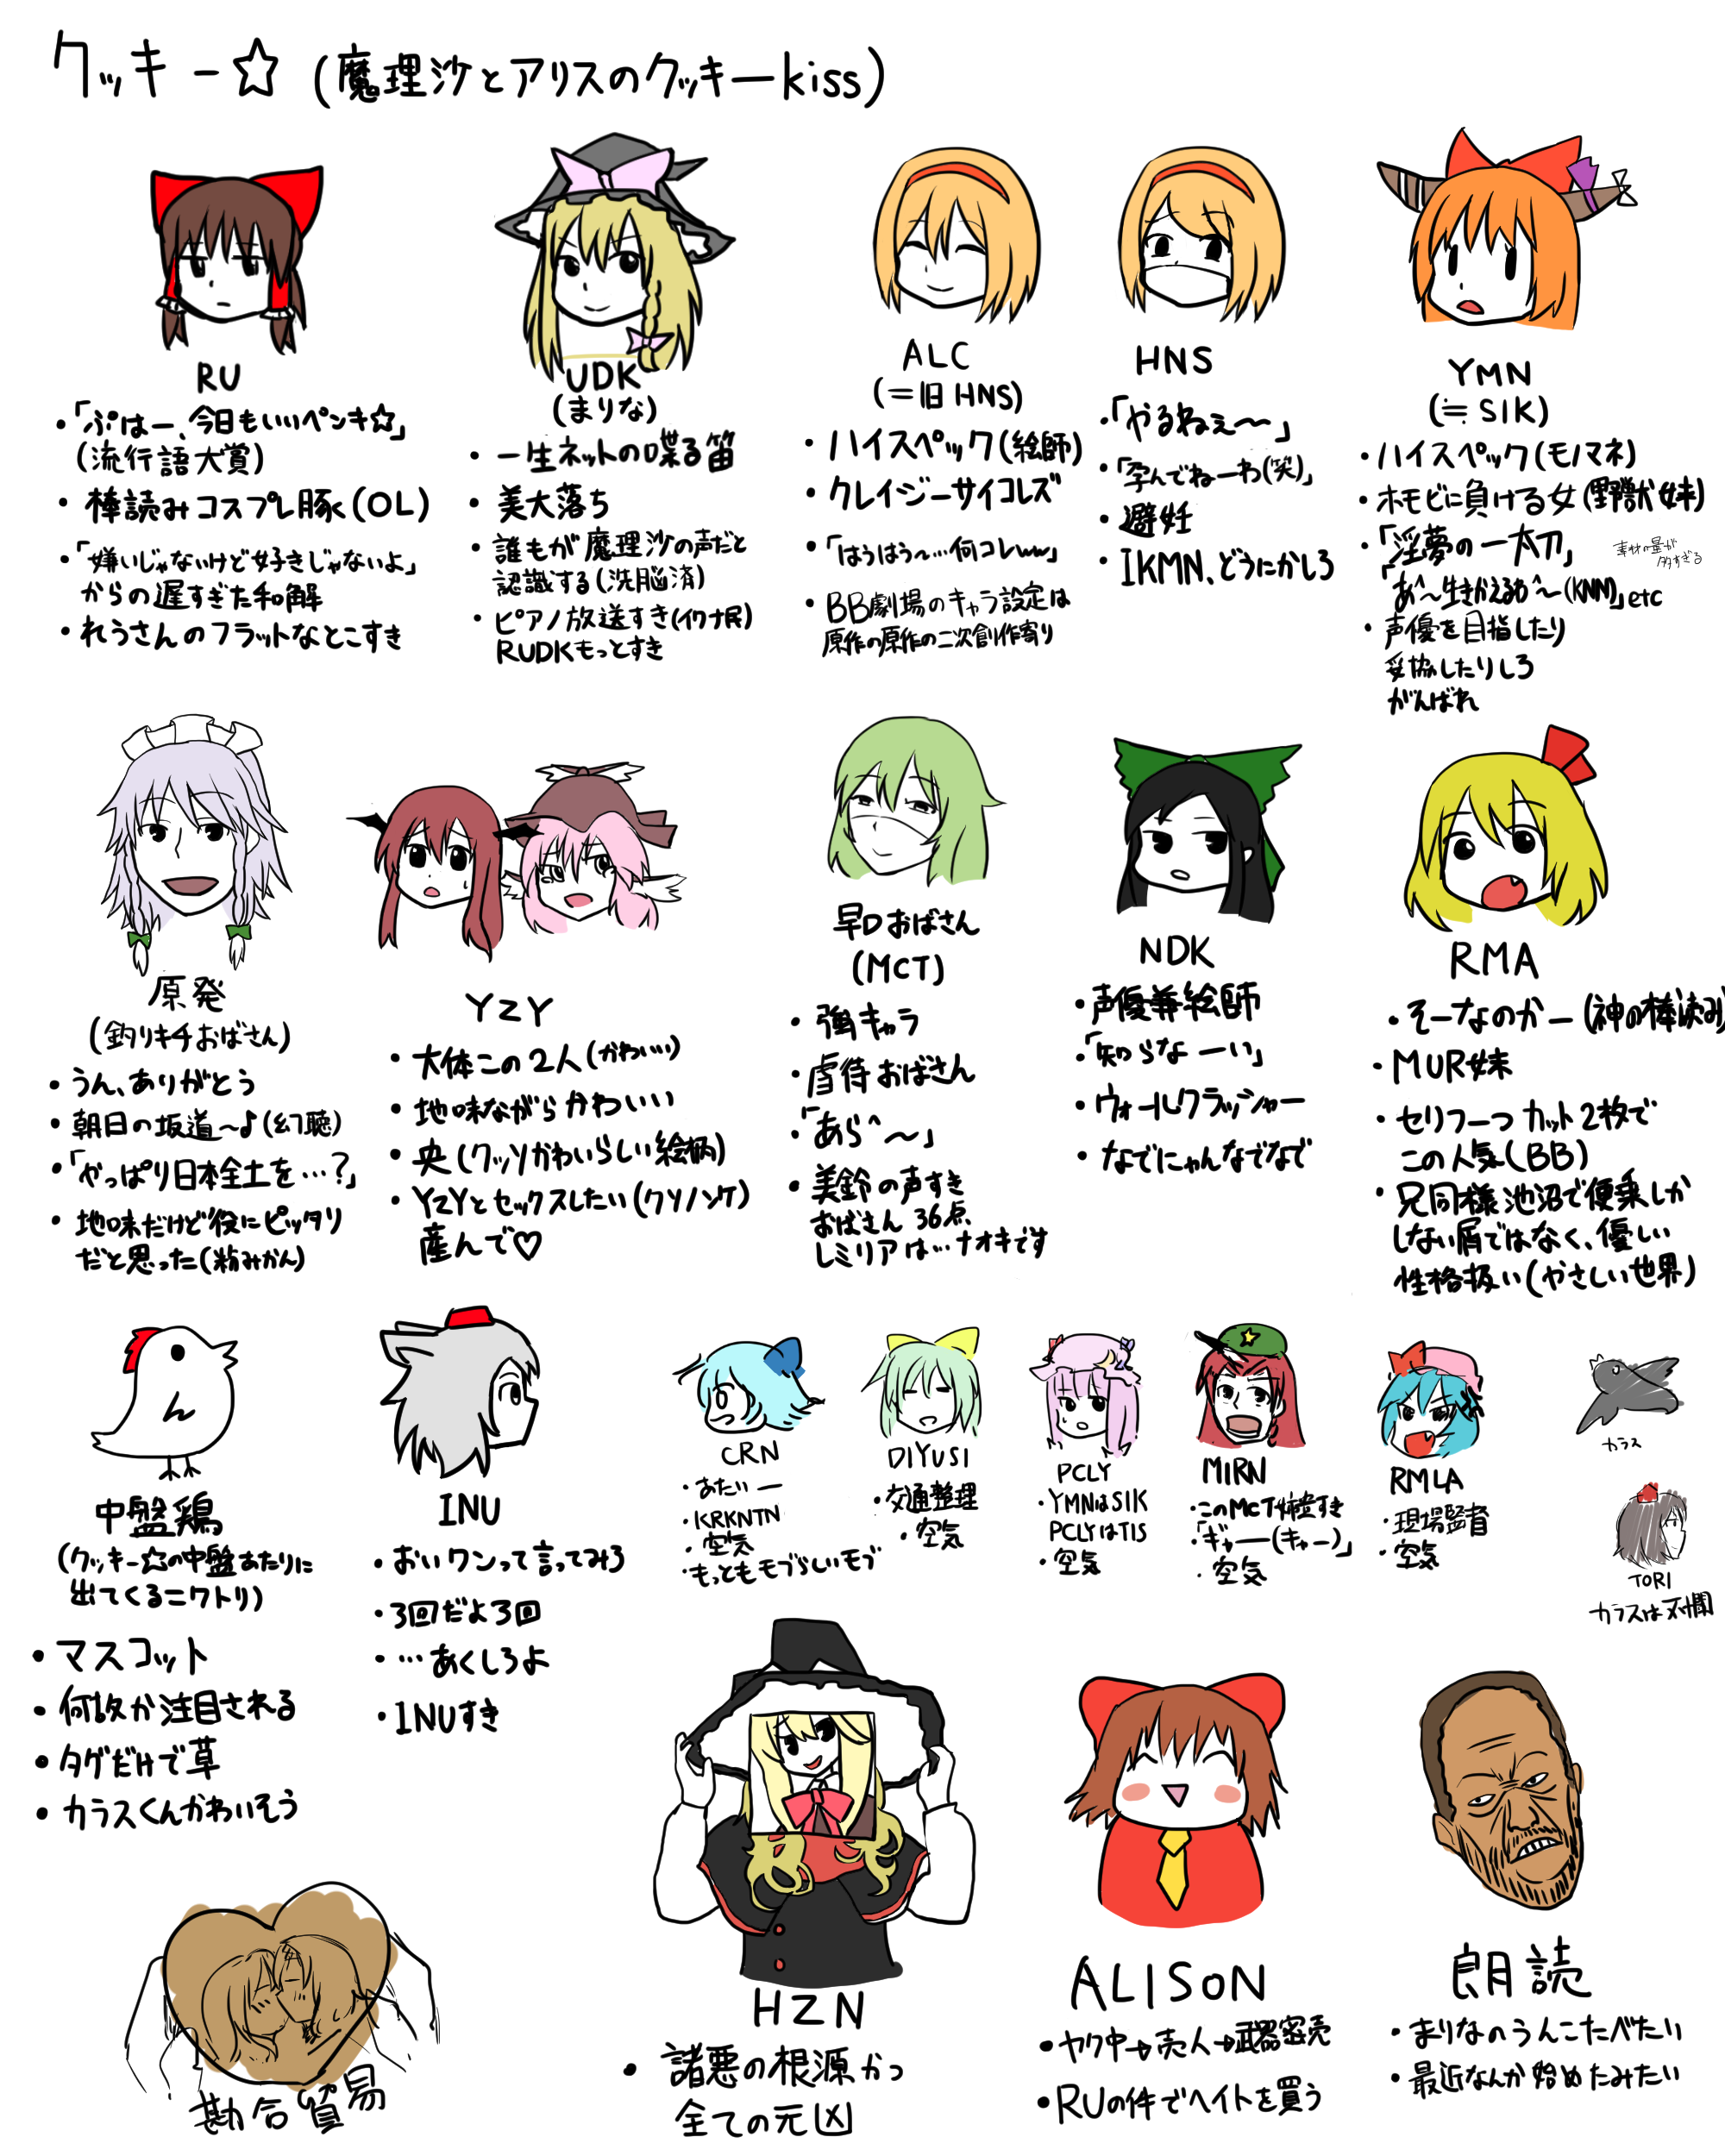 クッキー☆ (魔理沙とアリスのクッキーkiss)
RU
・「ぷはー、今日もいいペンキ☆」
(流行語大賞)
・棒読みコスプレ豚 (OL)
・「嫌いじゃないけど好きじゃないよ」
からの遅すぎた和解
・れうさんのフラットなとこすき
UDK
(まりな)
・一生ネットの喋る笛
・美大落ち
・誰もが魔理沙の声だと
認識する(洗脳済)
・ピアノ放送すき(イワナ民)
RUDKもっとすき
ALC
(=旧HNS)
・ハイスペック(絵師)
・クレイジーサイコレズ
・「はうはう〜…何コレww」
・BB劇場のキャラ設定は
原作の原作の二次創作寄り
HNS
・「やるねぇ〜」
・「孕んでねーわ(笑)」
・避妊
・IKMN、どうにかしろ
YMN
(≒SIK)
・ハイスペック(モノマネ)
・ホモビに負ける女(野獣妹)
・「淫夢の一太刀」
素材の量が
多すぎる
「あ^〜生きかえるわ^〜(KNN)」etc
・声優を目指したり
妥協したりしろ
がんばれ
原発
(釣りキチおばさん)
・うん、ありがとう
・朝日の坂道〜♪(幻聴)
・「やっぱり日本全土を…?」
・地味だけど役にピッタリ
だと思った(粕みかん)
YZY
・大体この2人(かわいい)
・地味ながらかわいい
・央(クッソかわいらしい絵柄)
・YZYとセックスしたい(クソノンケ)
産んで♡
早口おばさん
(MCT)
・強キャラ
・虐待おばさん
・「あら^〜」
・美鈴の声すき
おばさん36点、
レミリアは…ナオキです
NDK
・声優兼絵師
・「知らなーい」
・ウォールクラッシャー
・なでにゃんなでなで
RMA
・そーなのかー(神の棒読み)
・MUR妹
・セリフ一つカット2枚で
この人気(BB)
・兄同様池沼で便乗しか
しない屑ではなく、優しい
性格扱い(やさしい世界)
中盤鶏
(クッキー☆の中盤あたりに
出てくるニワトリ)
・マスコット
・何故か注目される
・タグだけで草
・カラスくんかわいそう
INU
・おいワンって言ってみろ
・3回だよ3回
・…あくしろよ
・INUすき
CRN
・あたいー
・KRKNTN
・空気
・もっともモブらしいモブ
DIYUSI
・交通整理
・空気
PCLY
・YMNはSIK
PCLYはTIS
・空気
MIRN
・このMCT姉貴すき
・「ギャー(キャー)」
・空気
RMLA
・現場監督
・空気
カラス
TORI
カラスは不憫
勘合貿易
HZN
・諸悪の根源かつ
全ての元凶
ALISON
・ヤク中→売人→武器密売
・RUの件でヘイトを買う
朗読
・まりなのうんこたべたい
・最近なんか始めたみたい